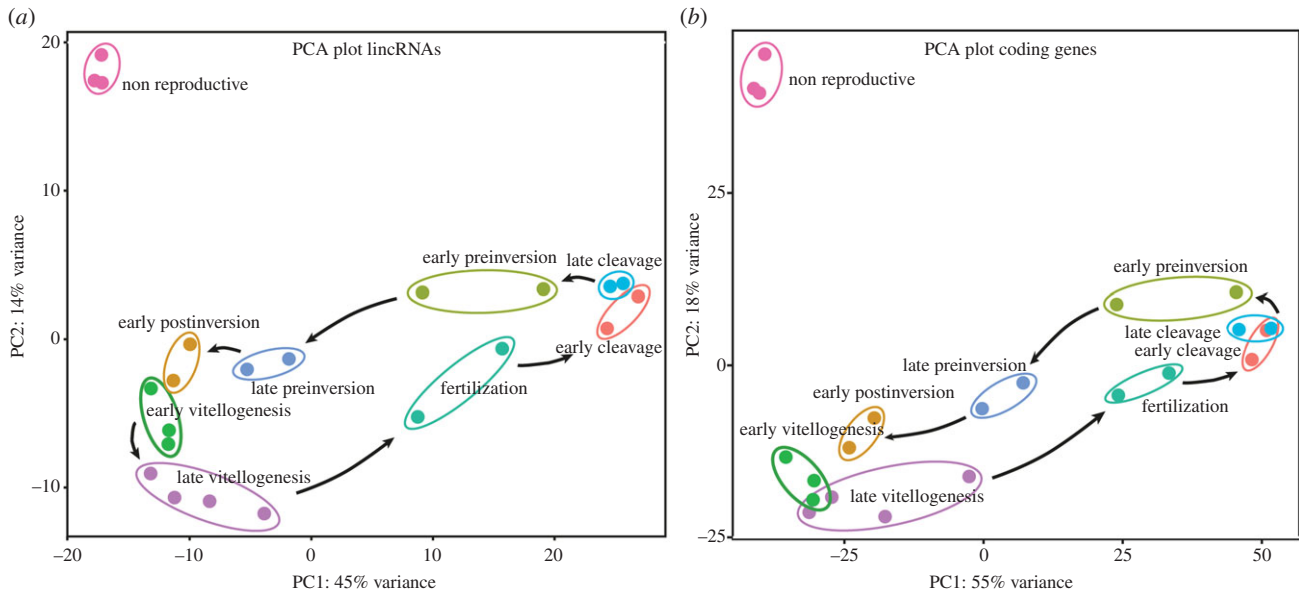 (a)
PCA plot lincRNAs
20
non reproductive
10
PC2: 14% variance
early preinversion
late cleavage
0
early postinversion
early cleavage
late preinversion
early vitellogenesis
fertilization
late vitellogenesis
−10
−20
−10
0
10
20
PC1: 45% variance
(b)
PCA plot coding genes
non reproductive
25
PC2: 18% variance
early preinversion
late cleavage
early cleavage
0
late preinversion
early postinversion
fertilization
early vitellogenesis
late vitellogenesis
−25
−25
0
25
50
PC1: 55% variance